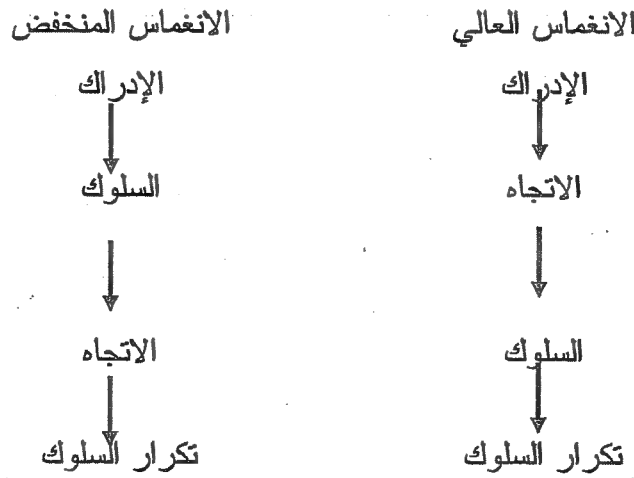 الانغماس العالي
الإدراك
الاتجاه
السلوك
تكرار السلوك
الانغماس المنخفض
الإدراك
السلوك
الاتجاه
تكرار السلوك